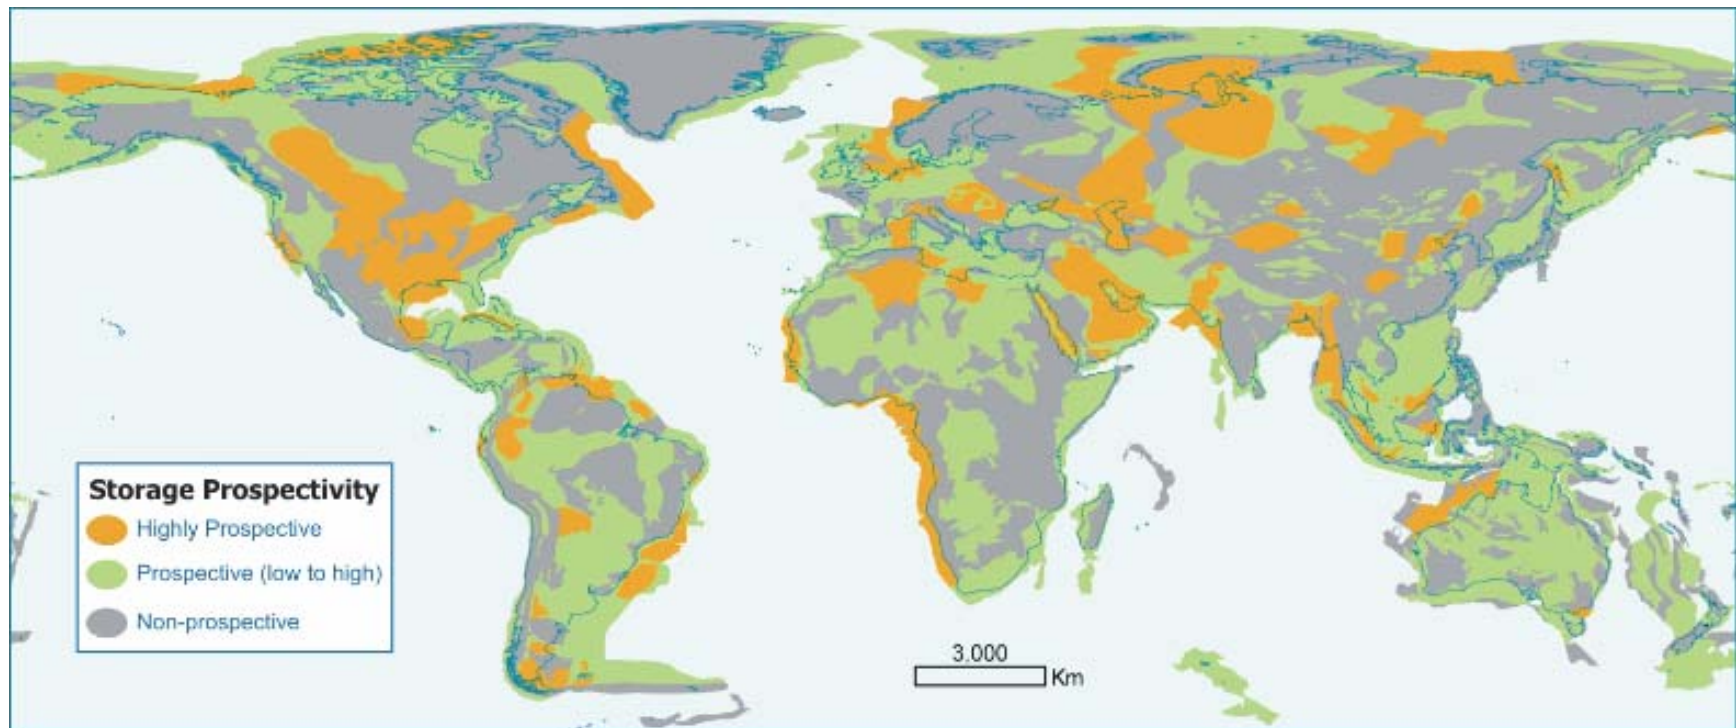 Storage Prospectivity
Highly Prospective
Prospective (low to high)
Non-prospective
3,000
Km